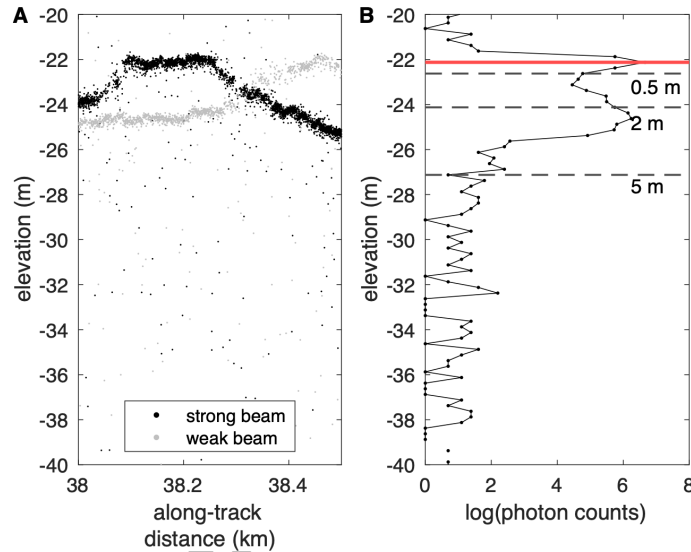 A
B
-20
-22
-24
-26
-28
-30
-32
-34
-36
-38
-40
elevation (m)
strong beam
weak beam
38
38.2
38.4
along-track
distance (km)
-20
-22
-24
-26
-28
-30
-32
-34
-36
-38
-40
elevation (m)
0.5 m
2 m
5 m
0
2
4
6
8
log(photon counts)